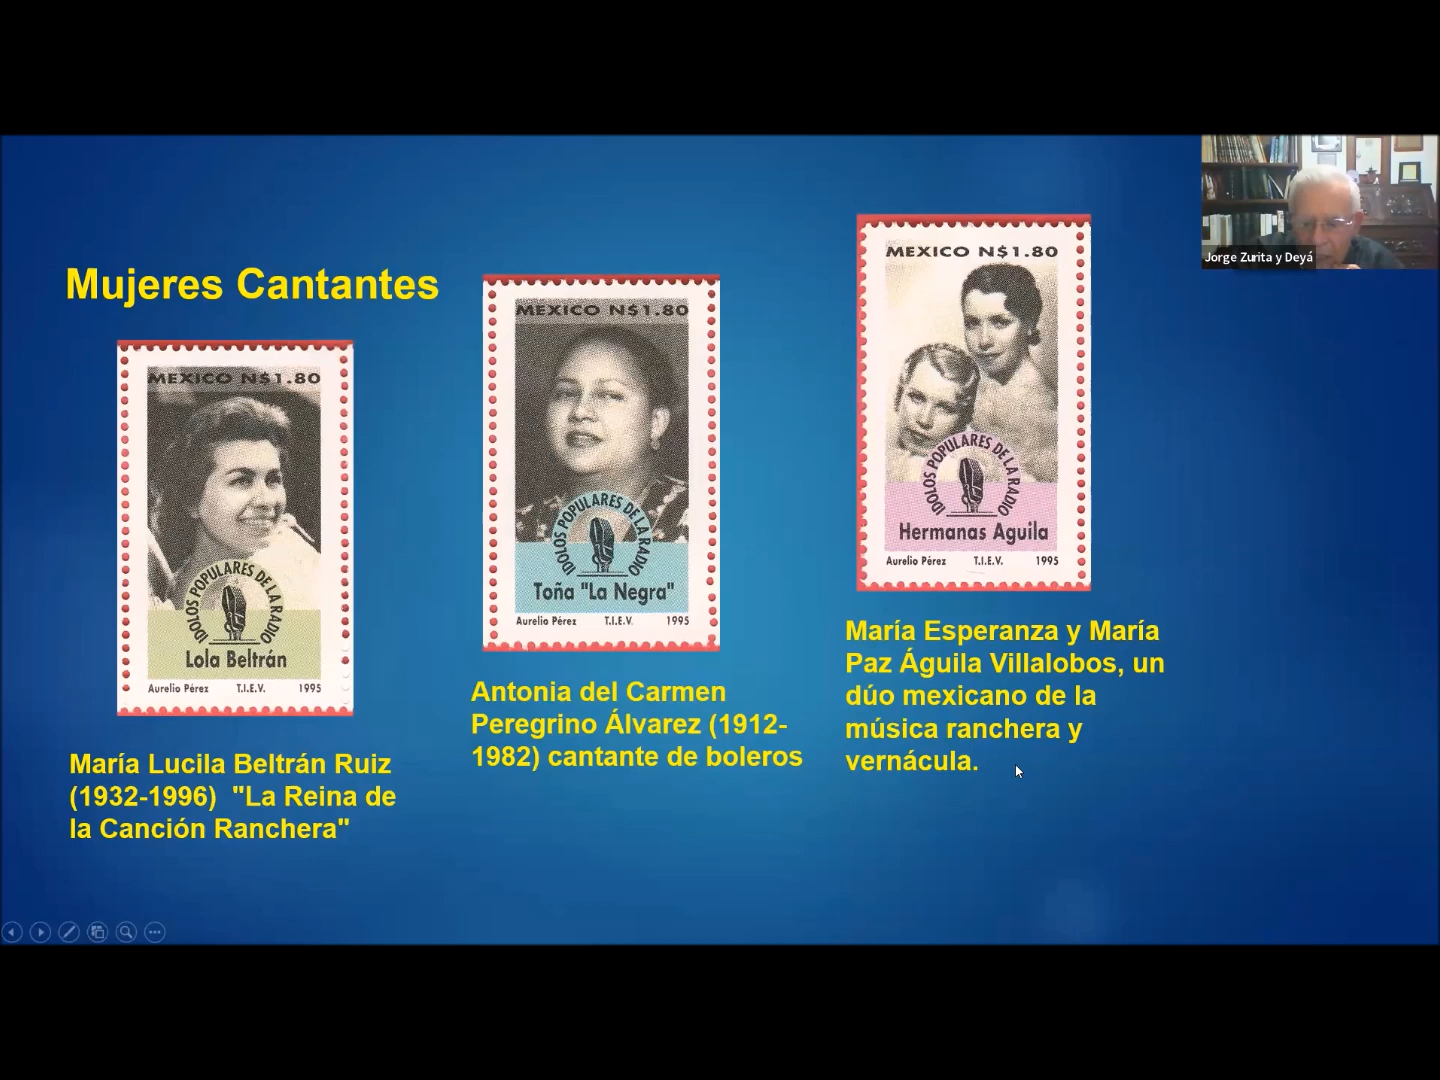 Jorge Zurita y Deyá
Mujeres Cantantes
MEXICO N$1.80
IDOLOS POPULARES DE LA RADIO
Lola Beltrán
Aurelio Pérez T.I.E.V. 1995
María Lucila Beltrán Ruiz
(1932-1996) "La Reina de
la Canción Ranchera"
MEXICO N$1.80
IDOLOS POPULARES DE LA RADIO
Toña "La Negra"
Aurelio Pérez T.I.E.V. 1995
Antonia del Carmen
Peregrino Álvarez (1912-
1982) cantante de boleros
MEXICO N$1.80
IDOLOS POPULARES DE LA RADIO
Hermanas Aguila
Aurelio Pérez T.I.E.V. 1995
María Esperanza y María
Paz Águila Villalobos, un
dúo mexicano de la
música ranchera y
vernácula.